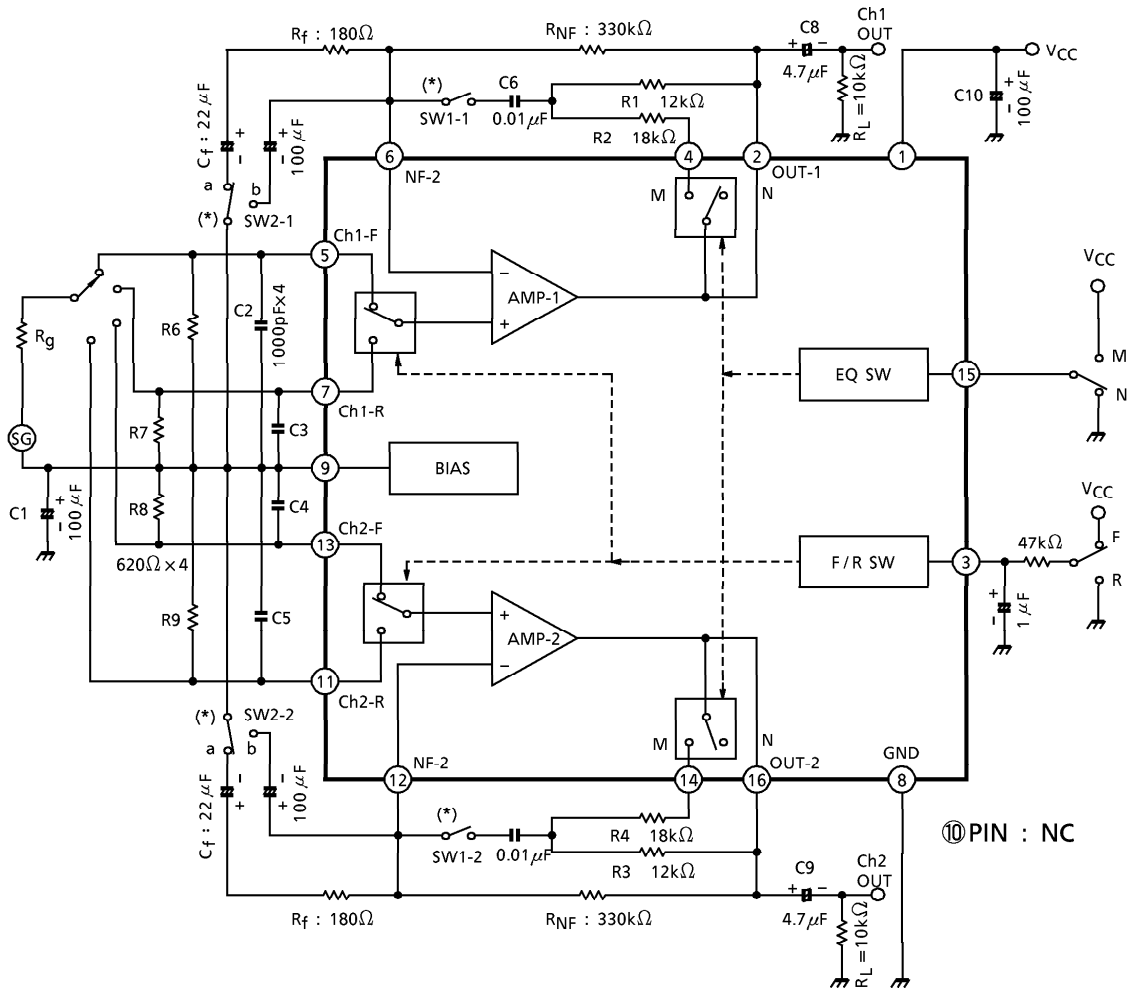 Rf : 180Ω
RNF : 330kΩ
C8
4.7μF
Ch1
OUT
VCC
(*)
SW1-1
C6
0.01μF
R1 12kΩ
R2 18kΩ
RL=10kΩ
C10
100μF
Cf : 22μF
100μF
a
b
(*)
SW2-1
6
NF-2
4
2
OUT-1
1
M
N
Ch1-F
5
AMP-1
−
+
VCC
M
N
Rg
R6
C2
1000pF×4
EQ SW
15
7
Ch1-R
R7
C3
SG
9
BIAS
C1
100μF
R8
C4
Ch2-F
13
620Ω×4
VCC
F
R
47kΩ
F/R SW
3
1μF
R9
C5
AMP-2
+
−
11
Ch2-R
(*)
SW2-2
a
b
Cf : 22μF
100μF
NF-2
12
M
N
14
OUT-2
16
GND
8
(*)
SW1-2
0.01μF
R4 18kΩ
R3 12kΩ
⑩PIN : NC
Rf : 180Ω
RNF : 330kΩ
C9
4.7μF
Ch2
OUT
RL=10kΩ